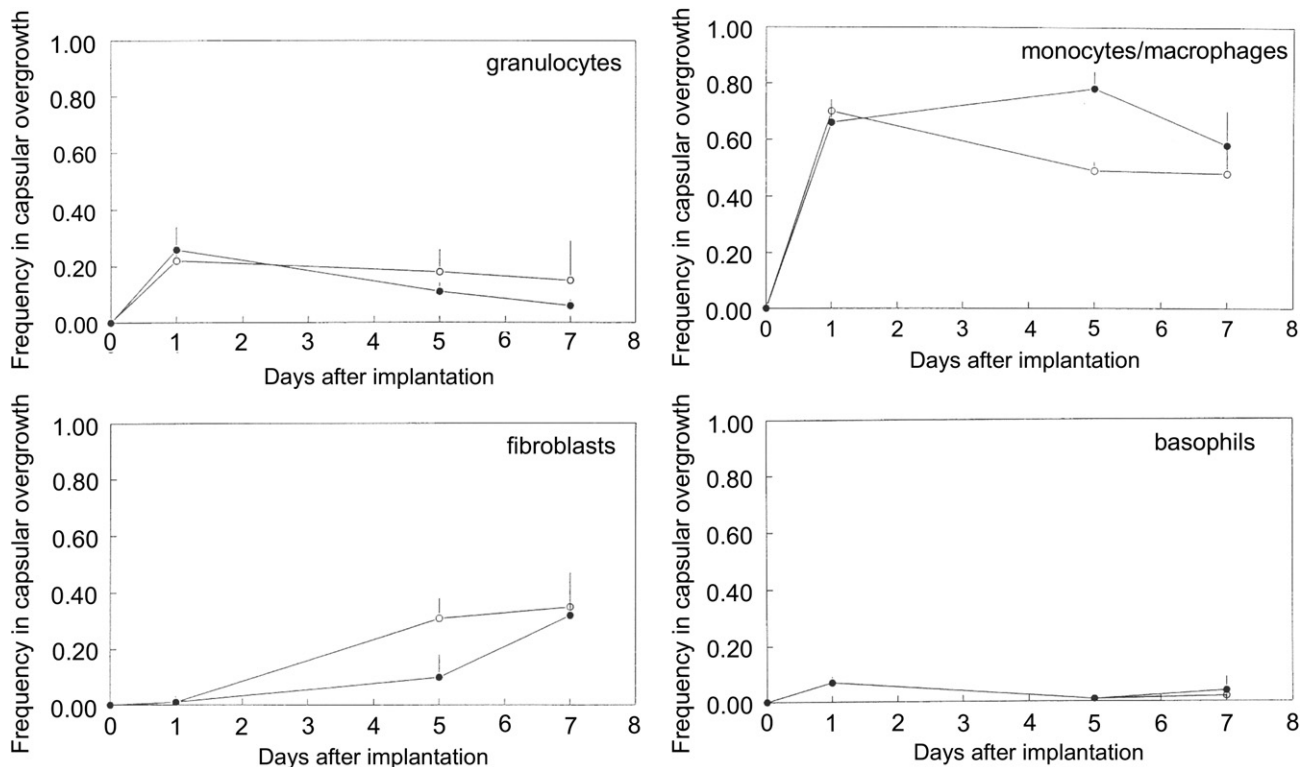 Frequency in capsular overgrowth
1.00
0.80
0.60
0.40
0.20
0.00
granulocytes
0 1 2 3 4 5 6 7 8
Days after implantation
Frequency in capsular overgrowth
1.00
0.80
0.60
0.40
0.20
0.00
monocytes/macrophages
0 1 2 3 4 5 6 7 8
Days after implantation
Frequency in capsular overgrowth
1.00
0.80
0.60
0.40
0.20
0.00
fibroblasts
0 1 2 3 4 5 6 7 8
Days after implantation
Frequency in capsular overgrowth
1.00
0.80
0.60
0.40
0.20
0.00
basophils
0 1 2 3 4 5 6 7 8
Days after implantation